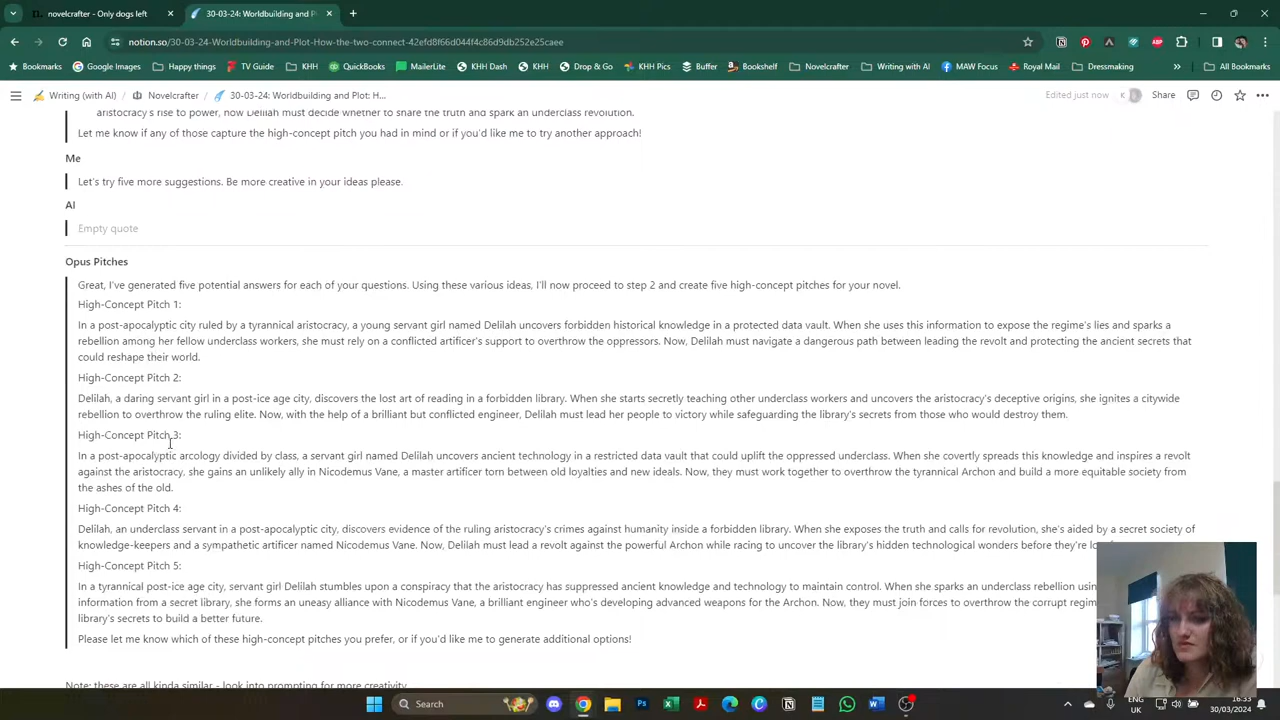 novelcrafter - Only dogs left
30-03-24: Worldbuilding and Plot
notion.so/30-03-24-Worldbuilding-and-Plot-How-the-two-connect-42efd8f66d044f4c86d9db252e25caee
Bookmarks Google Images Happy things TV Guide KHH QuickBooks MailerLite KHH Dash KHH Drop & Go KHH Pics Buffer Bookshelf Novelcrafter Writing with AI MAW Focus Royal Mail Dressmaking All Bookmarks
Writing (with AI) / Novelcrafter / 30-03-24: Worldbuilding and Plot: H... Edited just now K Share
aristocracy's rise to power, now Delilah must decide whether to share the truth and spark an underclass revolution.
Let me know if any of those capture the high-concept pitch you had in mind or if you'd like me to try another approach!
Me
Let's try five more suggestions. Be more creative in your ideas please.
AI
Empty quote
Opus Pitches
Great, I've generated five potential answers for each of your questions. Using these various ideas, I'll now proceed to step 2 and create five high-concept pitches for your novel.
High-Concept Pitch 1:
In a post-apocalyptic city ruled by a tyrannical aristocracy, a young servant girl named Delilah uncovers forbidden historical knowledge in a protected data vault. When she uses this information to expose the regime's lies and sparks a
rebellion among her fellow underclass workers, she must rely on a conflicted artificer's support to overthrow the oppressors. Now, Delilah must navigate a dangerous path between leading the revolt and protecting the ancient secrets that
could reshape their world.
High-Concept Pitch 2:
Delilah, a daring servant girl in a post-ice age city, discovers the lost art of reading in a forbidden library. When she starts secretly teaching other underclass workers and uncovers the aristocracy's deceptive origins, she ignites a citywide
rebellion to overthrow the ruling elite. Now, with the help of a brilliant but conflicted engineer, Delilah must lead her people to victory while safeguarding the library's secrets from those who would destroy them.
High-Concept Pitch 3:
In a post-apocalyptic arcology divided by class, a servant girl named Delilah uncovers ancient technology in a restricted data vault that could uplift the oppressed underclass. When she covertly spreads this knowledge and inspires a revolt
against the aristocracy, she gains an unlikely ally in Nicodemus Vane, a master artificer torn between old loyalties and new ideals. Now, they must work together to overthrow the tyrannical Archon and build a more equitable society from
the ashes of the old.
High-Concept Pitch 4:
Delilah, an underclass servant in a post-apocalyptic city, discovers evidence of the ruling aristocracy's crimes against humanity inside a forbidden library. When she exposes the truth and calls for revolution, she's aided by a secret society of
knowledge-keepers and a sympathetic artificer named Nicodemus Vane. Now, Delilah must lead a revolt against the powerful Archon while racing to uncover the library's hidden technological wonders before they're
High-Concept Pitch 5:
In a tyrannical post-ice age city, servant girl Delilah stumbles upon a conspiracy that the aristocracy has suppressed ancient knowledge and technology to maintain control. When she sparks an underclass rebellion
information from a secret library, she forms an uneasy alliance with Nicodemus Vane, a brilliant engineer who's developing advanced weapons for the Archon. Now, they must join forces to overthrow the corrupt
library's secrets to build a better future.
Please let me know which of these high-concept pitches you prefer, or if you'd like me to generate additional options!
Note: these are all kinda similar - look into prompting for more creativity
Search
ENG
UK
16:33
30/03/2024